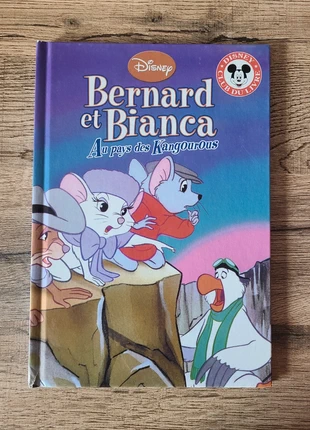 Disney
Bernard
et Bianca
Au pays des Kangourous
DISNEY
CLUB DU LIVRE